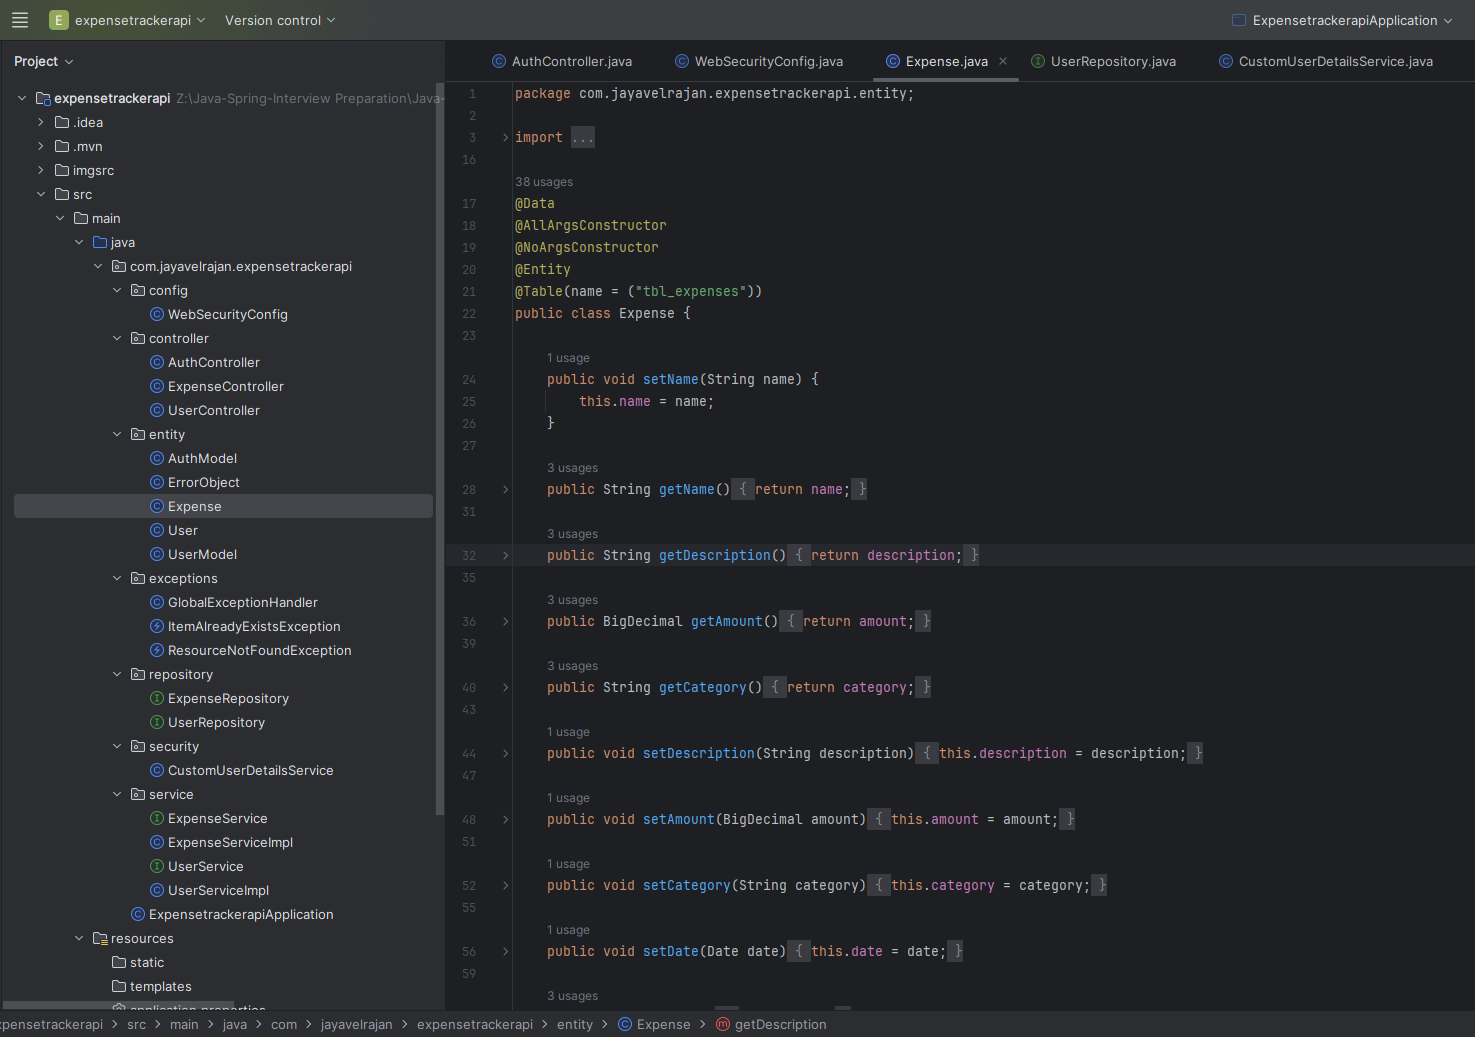 E expensetrackerapi Version control ExpensetrackerapiApplication
Project
AuthController.java WebSecurityConfig.java Expense.java UserRepository.java CustomUserDetailsService.java
expensetrackerapi Z:\Java-Spring-Interview Preparation\Java-
.idea
.mvn
imgsrc
src
main
java
com.jayavelrajan.expensetrackerapi
config
WebSecurityConfig
controller
AuthController
ExpenseController
UserController
entity
AuthModel
ErrorObject
Expense
User
UserModel
exceptions
GlobalExceptionHandler
ItemAlreadyExistsException
ResourceNotFoundException
repository
ExpenseRepository
UserRepository
security
CustomUserDetailsService
service
ExpenseService
ExpenseServiceImpl
UserService
UserServiceImpl
ExpensetrackerapiApplication
resources
static
templates
application.properties
1 package com.jayavelrajan.expensetrackerapi.entity;
2
3 import ...
16
38 usages
17 @Data
18 @AllArgsConstructor
19 @NoArgsConstructor
20 @Entity
21 @Table(name = ("tbl_expenses"))
22 public class Expense {
23
1 usage
24 public void setName(String name) {
25 this.name = name;
26 }
27
3 usages
28 public String getName() { return name; }
31
3 usages
32 public String getDescription() { return description; }
35
3 usages
36 public BigDecimal getAmount() { return amount; }
39
3 usages
40 public String getCategory() { return category; }
43
1 usage
44 public void setDescription(String description) { this.description = description; }
47
1 usage
48 public void setAmount(BigDecimal amount) { this.amount = amount; }
51
1 usage
52 public void setCategory(String category) { this.category = category; }
55
1 usage
56 public void setDate(Date date) { this.date = date; }
59
3 usages
xpensetrackerapi > src > main > java > com > jayavelrajan > expensetrackerapi > entity > Expense > getDescription